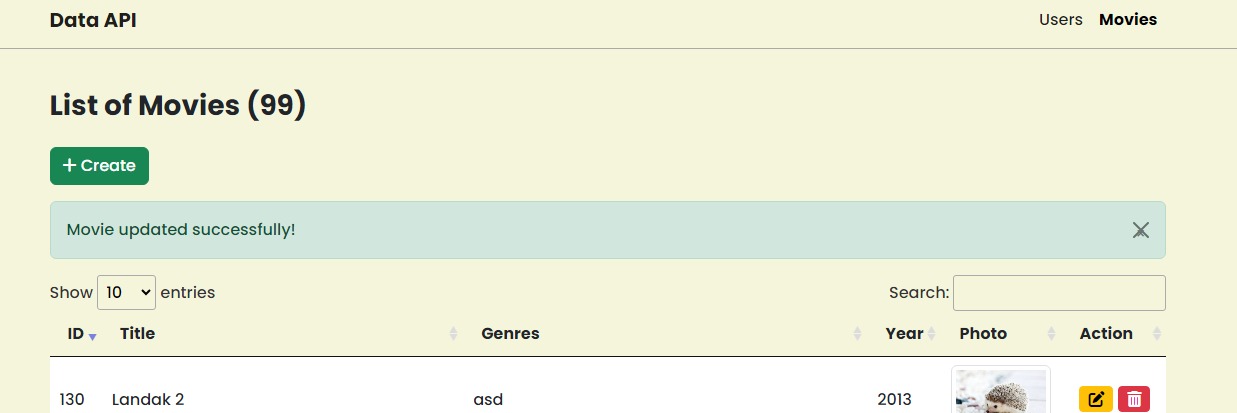 Data API
Users Movies
List of Movies (99)
Create
Movie updated successfully!
Show 10 entries Search:
ID Title Genres Year Photo Action
130 Landak 2 asd 2013